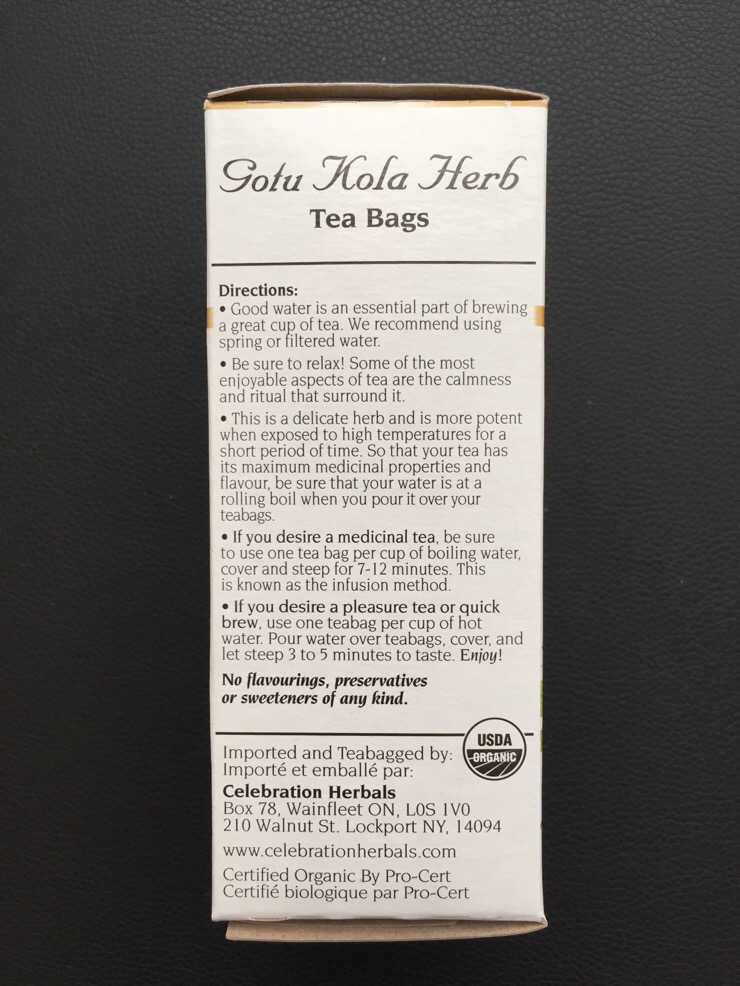 Gotu Kola Herb
Tea Bags
Directions:
• Good water is an essential part of brewing
a great cup of tea. We recommend using
spring or filtered water.
• Be sure to relax! Some of the most
enjoyable aspects of tea are the calmness
and ritual that surround it.
• This is a delicate herb and is more potent
when exposed to high temperatures for a
short period of time. So that your tea has
its maximum medicinal properties and
flavour, be sure that your water is at a
rolling boil when you pour it over your
teabags.
• If you desire a medicinal tea, be sure
to use one tea bag per cup of boiling water,
cover and steep for 7-12 minutes. This
is known as the infusion method.
• If you desire a pleasure tea or quick
brew, use one teabag per cup of hot
water. Pour water over teabags, cover, and
let steep 3 to 5 minutes to taste. Enjoy!
No flavourings, preservatives
or sweeteners of any kind.
USDA
ORGANIC
Imported and Teabagged by:
Importé et emballé par:
Celebration Herbals
Box 78, Wainfleet ON, L0S 1V0
210 Walnut St. Lockport NY, 14094
www.celebrationherbals.com
Certified Organic By Pro-Cert
Certifié biologique par Pro-Cert